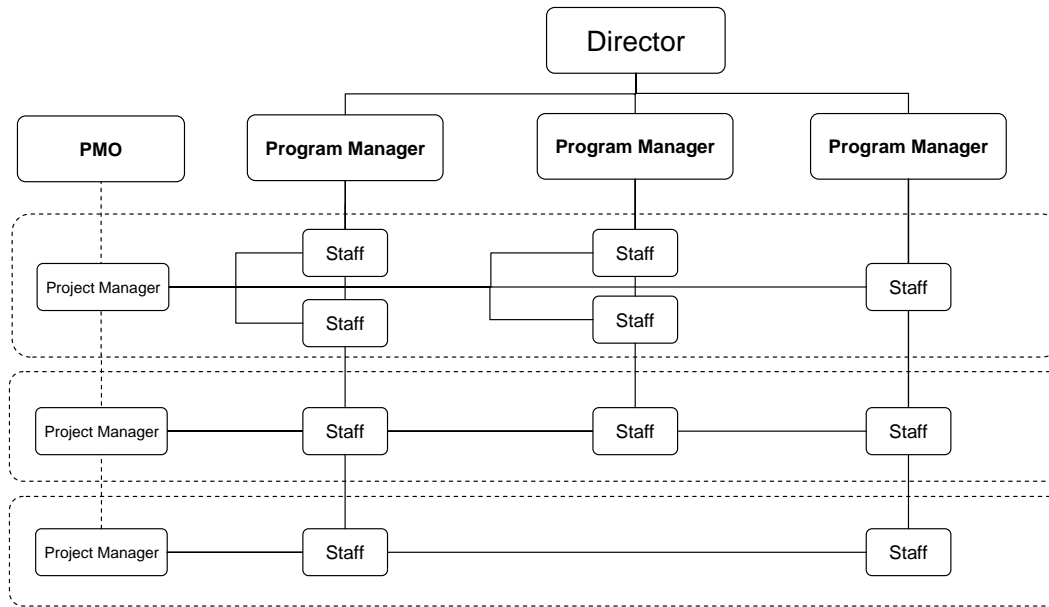 Director
PMO
Program Manager
Program Manager
Program Manager
Staff
Staff
Project Manager
Staff
Staff
Staff
Project Manager
Staff
Staff
Staff
Project Manager
Staff
Staff